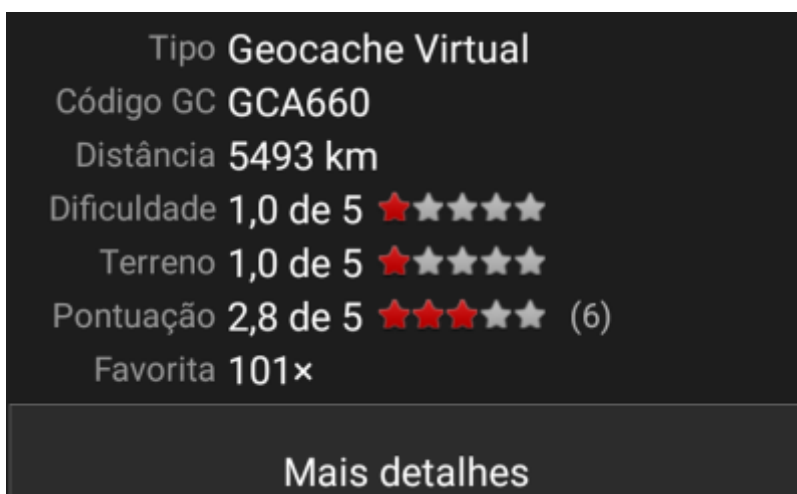 Tipo Geocache Virtual
Código GC GCA660
Distância 5493 km
Dificuldade 1,0 de 5
Terreno 1,0 de 5
Pontuação 2,8 de 5 (6)
Favorita 101×
Mais detalhes